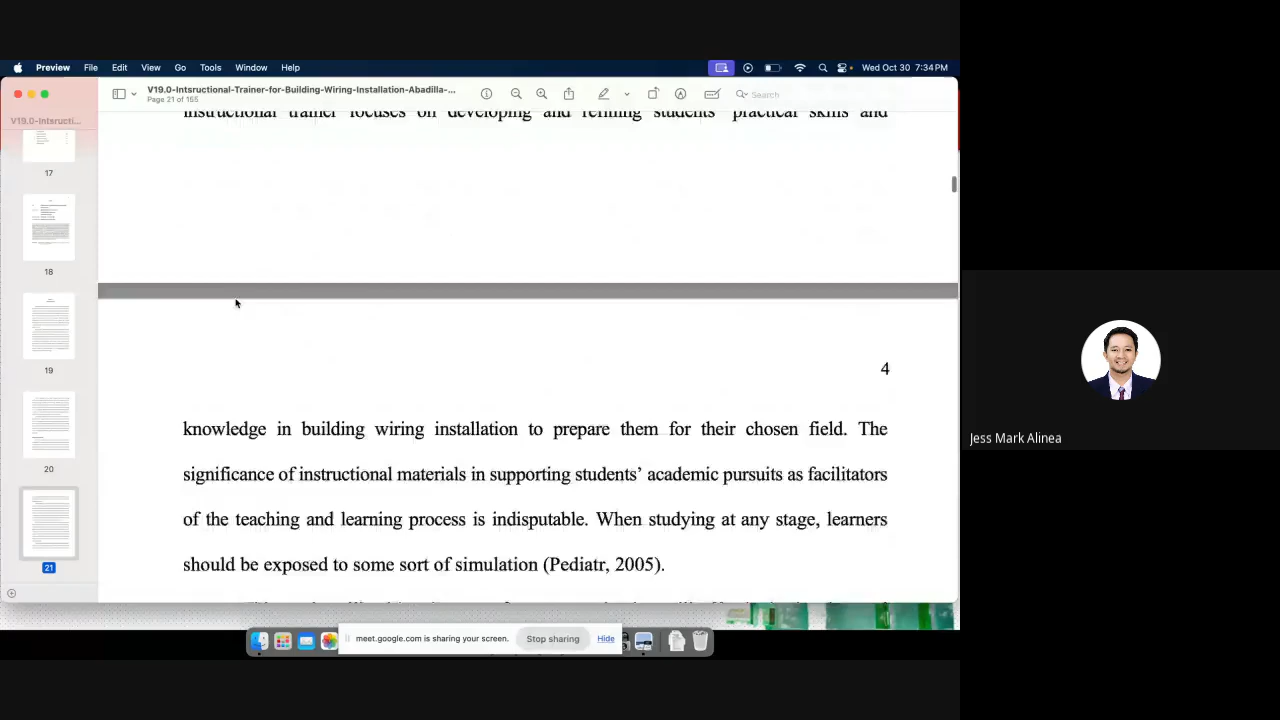 Preview File Edit View Go Tools Window Help Wed Oct 30 7:34 PM
V19.0-Intsructional-Trainer-for-Building-Wiring-Installation-Abadilla-...
Page 21 of 155
Search
V19.0-Insructi...
17
18
19
20
21
instructional trainer focuses on developing and refining students' practical skills and
4
knowledge in building wiring installation to prepare them for their chosen field. The
significance of instructional materials in supporting students' academic pursuits as facilitators
of the teaching and learning process is indisputable. When studying at any stage, learners
should be exposed to some sort of simulation (Pediatr, 2005).
meet.google.com is sharing your screen. Stop sharing Hide
Jess Mark Alinea